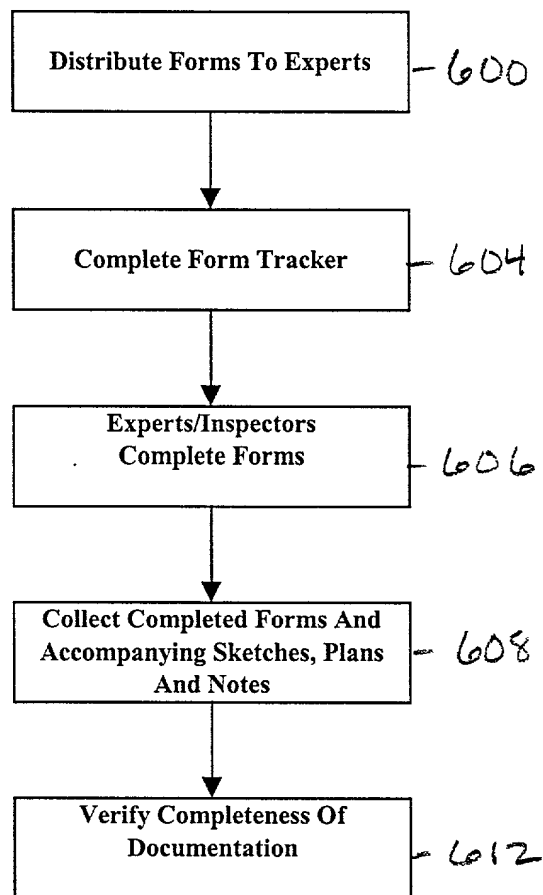 Distribute Forms To Experts - 600
Complete Form Tracker - 604
Experts/Inspectors
Complete Forms - 606
Collect Completed Forms And
Accompanying Sketches, Plans - 608
And Notes
Verify Completeness Of
Documentation - 612